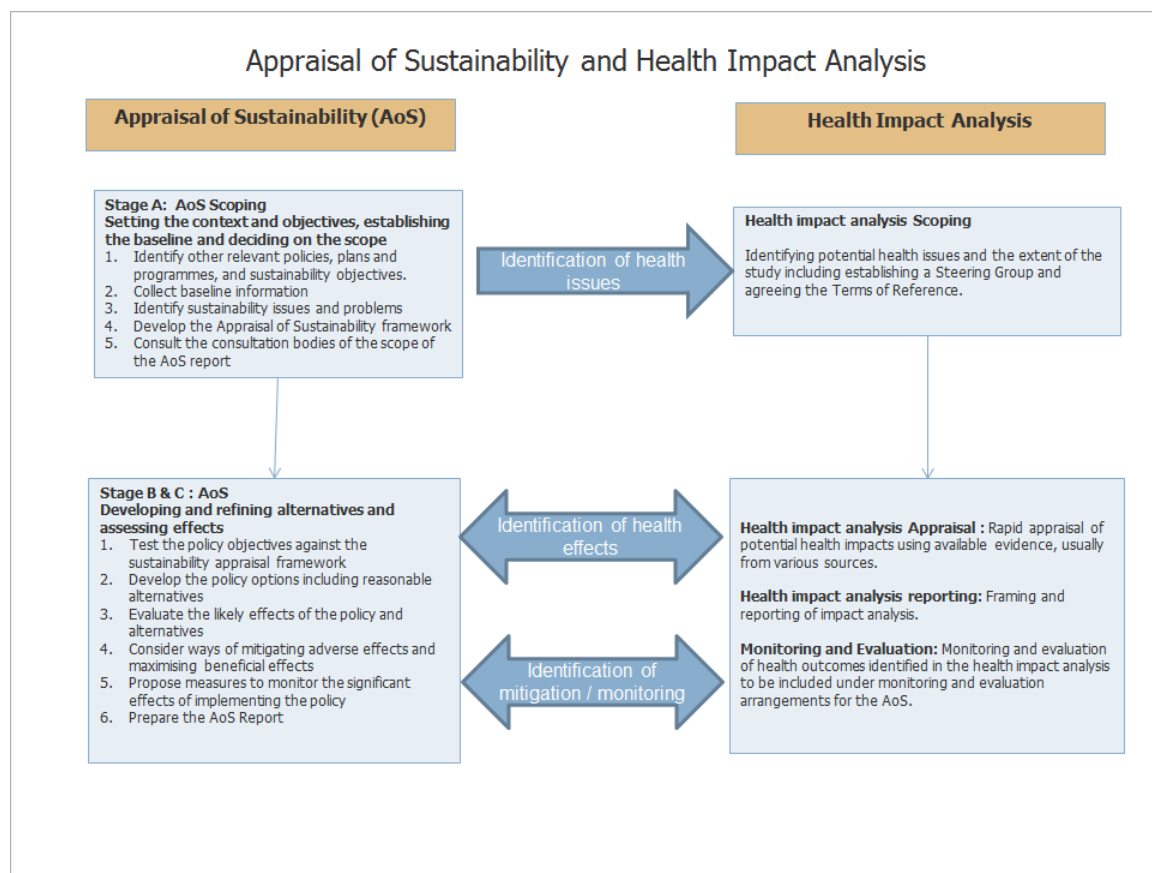 Appraisal of Sustainability and Health Impact Analysis
Appraisal of Sustainability (AoS)
Health Impact Analysis
Stage A:  AoS Scoping
Setting the context and objectives, establishing
the baseline and deciding on the scope
1. Identify other relevant policies, plans and
programmes, and sustainability objectives.
2. Collect baseline information
3. Identify sustainability issues and problems
4. Develop the Appraisal of Sustainability framework
5. Consult the consultation bodies of the scope of
the AoS report
Identification of health
issues
Health impact analysis Scoping
Identifying potential health issues and the extent of the
study including establishing a Steering Group and
agreeing the Terms of Reference.
Stage B & C : AoS
Developing and refining alternatives and
assessing effects
1. Test the policy objectives against the
sustainability appraisal framework
2. Develop the policy options including reasonable
alternatives
3. Evaluate the likely effects of the policy and
alternatives
4. Consider ways of mitigating adverse effects and
maximising beneficial effects
5. Propose measures to monitor the significant
effects of implementing the policy
6. Prepare the AoS Report
Identification of health
effects
Identification of
mitigation / monitoring
Health impact analysis Appraisal : Rapid appraisal of
potential health impacts using available evidence, usually
from various sources.
Health impact analysis reporting: Framing and
reporting of impact analysis.
Monitoring and Evaluation: Monitoring and evaluation
of health outcomes identified in the health impact analysis
to be included under monitoring and evaluation
arrangements for the AoS.